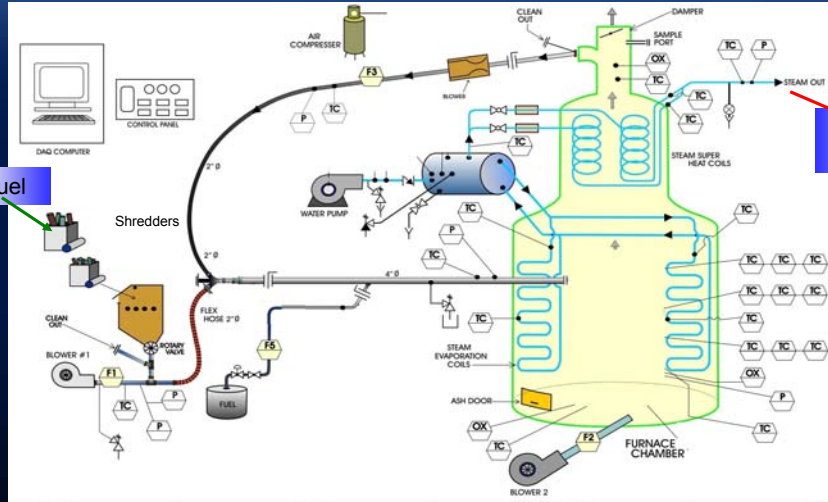 CLEAN
OUT
DAMPER
AIR
COMPRESSER
SAMPLE
PORT
TC
P
OX
F3
TC
STEAM OUT
BLOWER
TC
P
TC
TC
DAQ COMPUTER
CONTROL PANEL
TC
STEAM SUPER
HEAT COILS
uel
WATER PUMP
Shredders
2" Ø
TC
TC
P
TC
2" Ø
4" Ø
TC
TC
TC
FLEX
HOSE 2" Ø
TC
TC
TC
CLEAN
OUT
TC
TC
ROTARY
VALVE
F5
STEAM
EVAPORATION
COILS
TC
TC
TC
BLOWER #1
F1
P
OX
TC
P
FUEL
ASH DOOR
P
OX
TC
TC
F2
FURNACE
CHAMBER
BLOWER 2